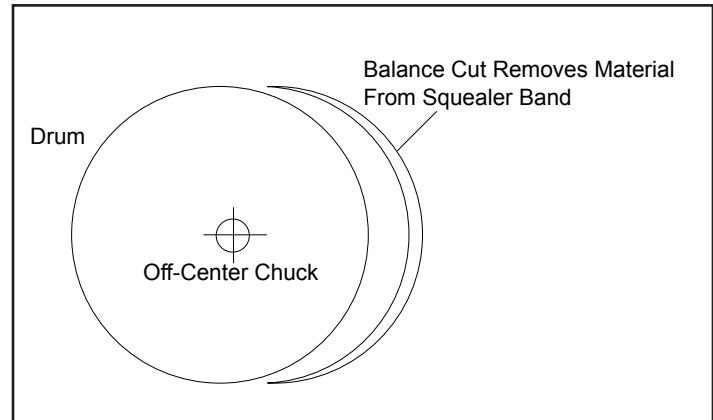 Balance Cut Removes Material
From Squealer Band
Drum
Off-Center Chuck